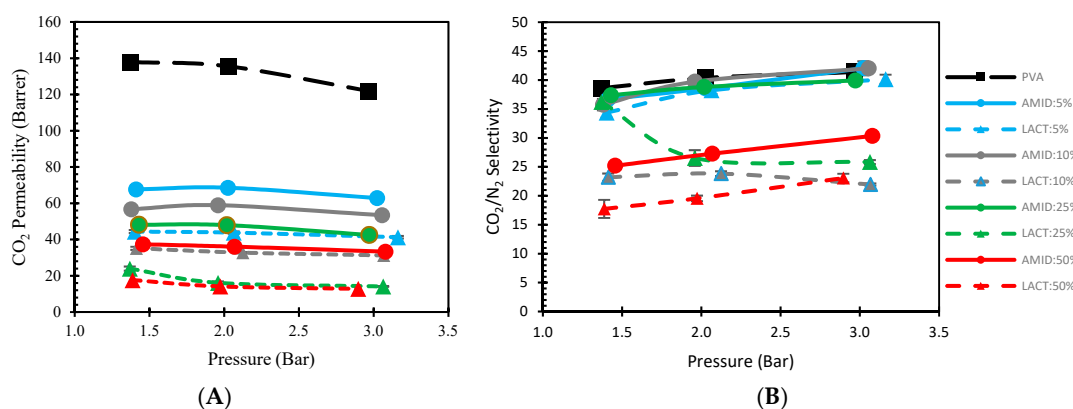 160
140
120
100
80
60
40
20
0
1.0 1.5 2.0 2.5 3.0 3.5
CO₂ Permeability (Barrer)
Pressure (Bar)
(A)
50
45
40
35
30
25
20
15
10
5
0
1.0 1.5 2.0 2.5 3.0 3.5
CO₂/N₂ Selectivity
Pressure (Bar)
(B)
PVA
AMID:5%
LACT:5%
AMID:10%
LACT:10%
AMID:25%
LACT:25%
AMID:50%
LACT:50%